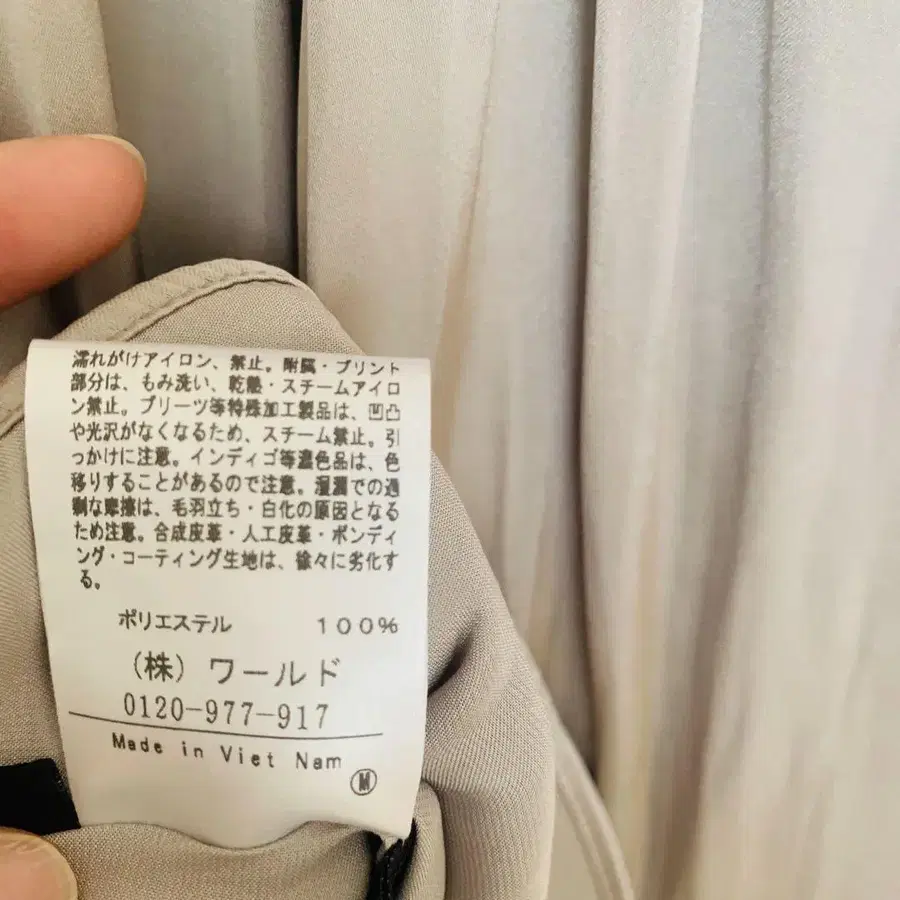 濡れがけアイロン、禁止。附属・プリント
部分は、もみ洗い、乾熱・スチームアイロ
ン禁止。プリーツ等特殊加工製品は、凹凸
や光沢がなくなるため、スチーム禁止。引
っかけに注意。インディゴ等濃色品は、色
移りすることがあるので注意。湿潤での過
剰な摩擦は、毛羽立ち・白化の原因となる
ため注意。合成皮革・人工皮革・ボンディ
ング・コーティング生地は、徐々に劣化す
る。
ポリエステル 100%
(株) ワールド
0120-977-917
Made in Viet Nam
Ⓜ